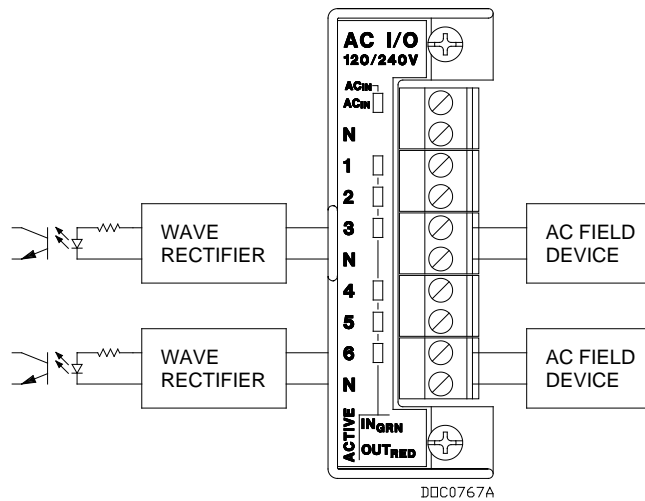 AC I/O
120/240V
ACIN
ACIN
N
1
2
3
N
4
5
6
N
ACTIVE
INGRN
OUTRED
WAVE
RECTIFIER
AC FIELD
DEVICE
WAVE
RECTIFIER
AC FIELD
DEVICE
DOC0767A